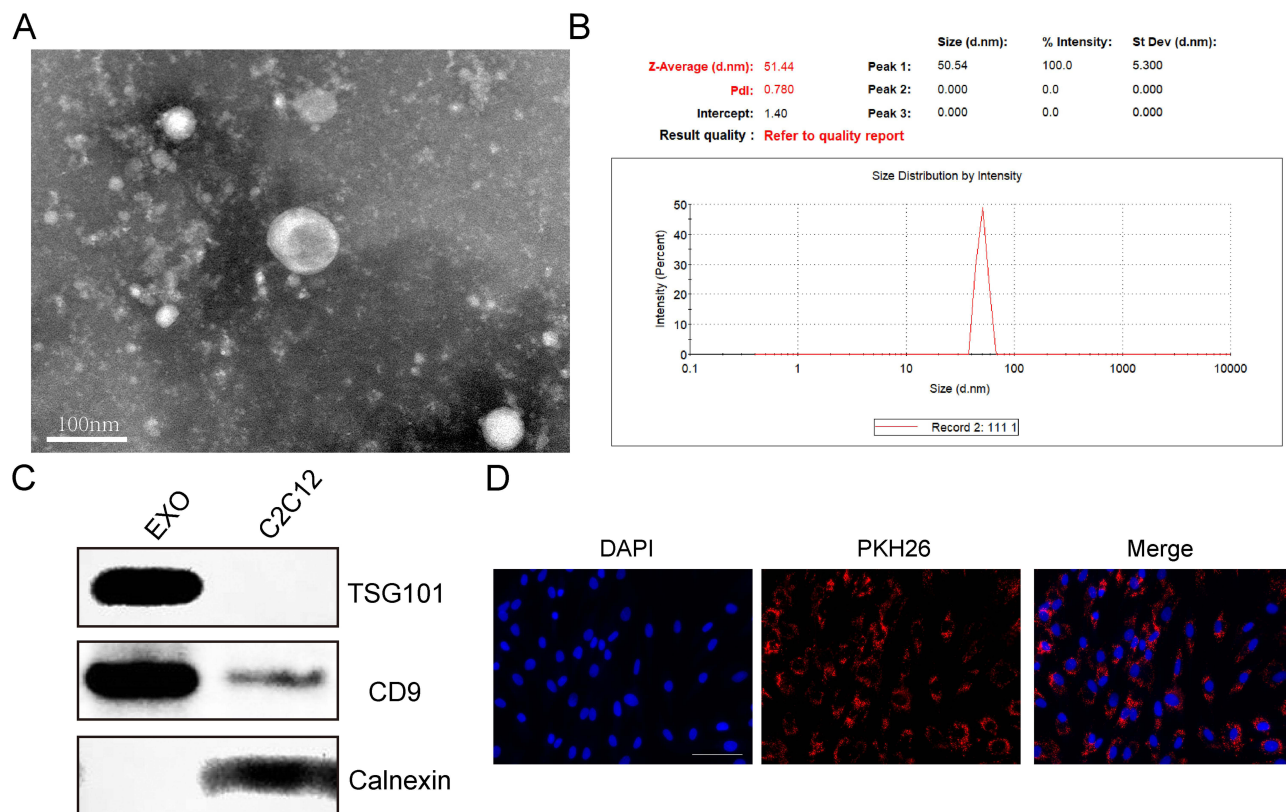 A
100nm
B
Size (d.nm): % Intensity: St Dev (d.nm):
Z-Average (d.nm): 51.44 Peak 1: 50.54 100.0 5.300
PdI: 0.780 Peak 2: 0.000 0.0 0.000
Intercept: 1.40 Peak 3: 0.000 0.0 0.000
Result quality : Refer to quality report
Size Distribution by Intensity
Intensity (Percent)
50
40
30
20
10
0
0.1 1 10 100 1000 10000
Size (d.nm)
Record 2: 111 1
C
EXO C2C12
TSG101
CD9
Calnexin
D
DAPI PKH26 Merge